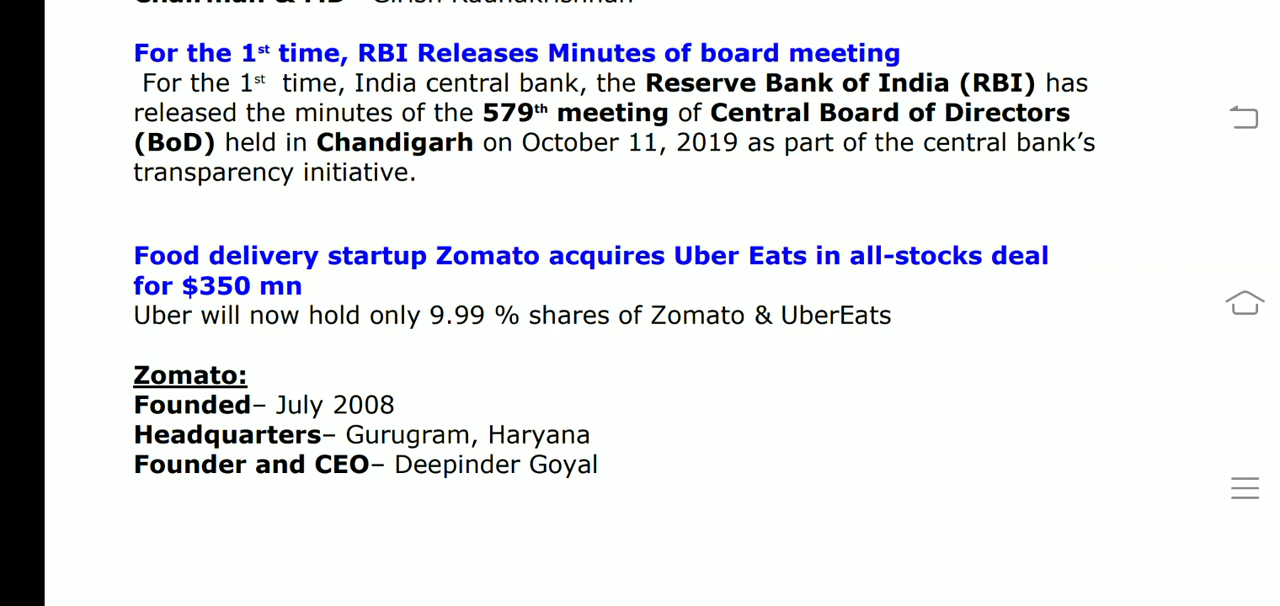 For the 1st time, RBI Releases Minutes of board meeting
For the 1st time, India central bank, the Reserve Bank of India (RBI) has
released the minutes of the 579th meeting of Central Board of Directors
(BoD) held in Chandigarh on October 11, 2019 as part of the central bank’s
transparency initiative.
Food delivery startup Zomato acquires Uber Eats in all-stocks deal
for $350 mn
Uber will now hold only 9.99 % shares of Zomato & UberEats
Zomato:
Founded– July 2008
Headquarters– Gurugram, Haryana
Founder and CEO– Deepinder Goyal